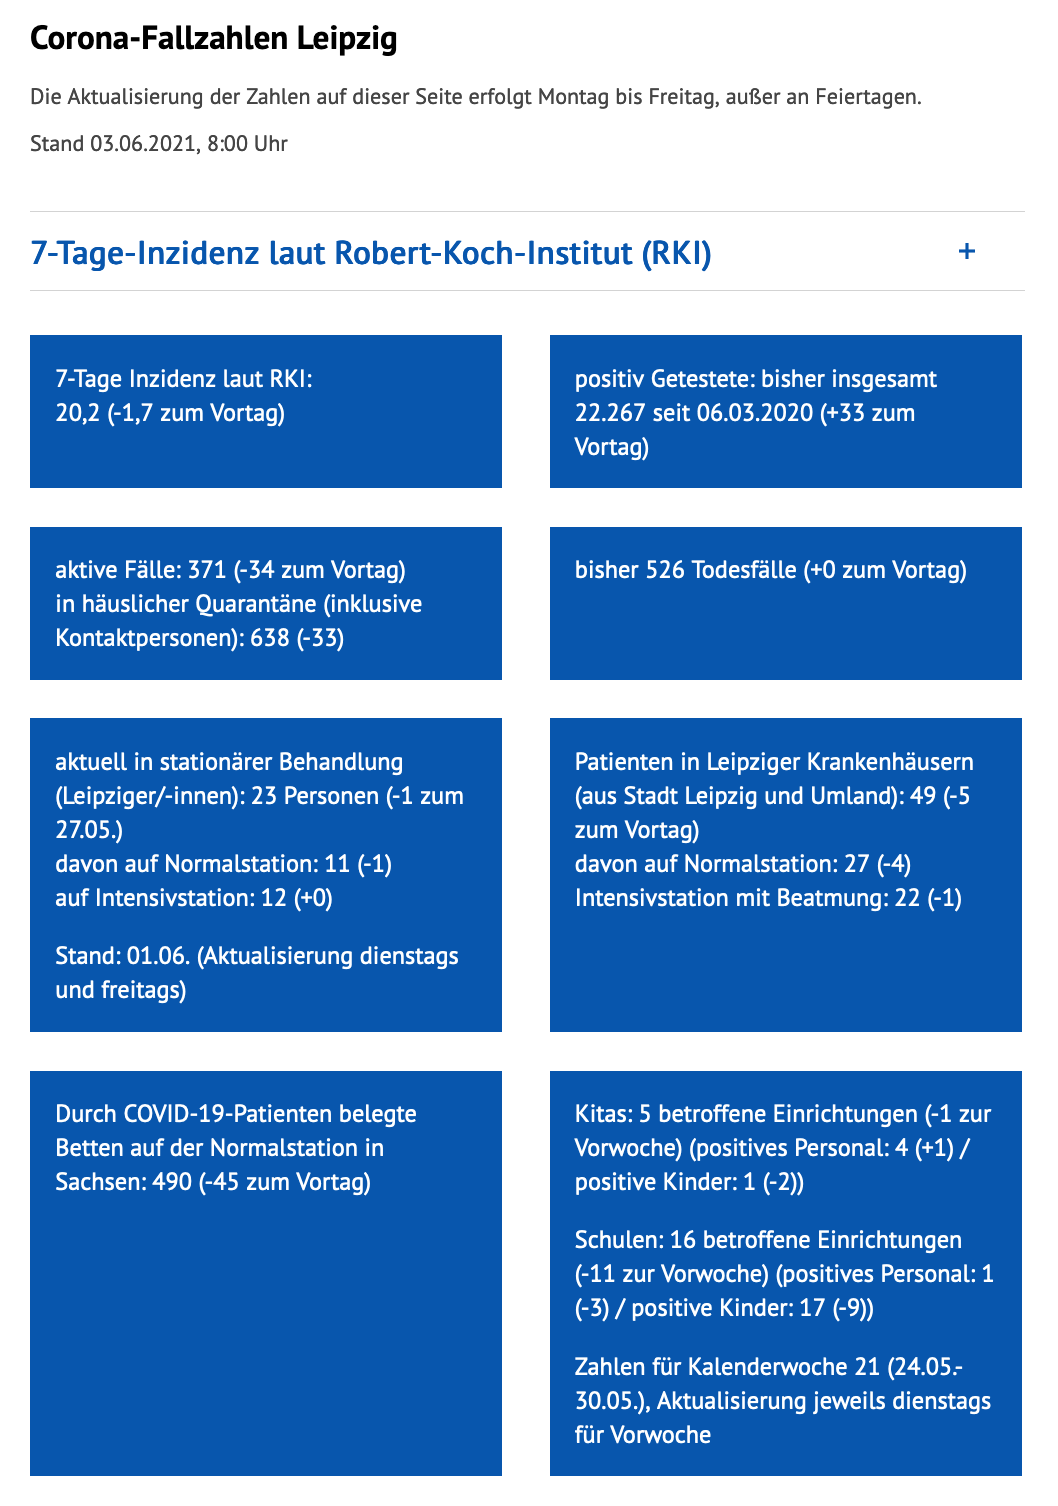 Corona-Fallzahlen Leipzig
Die Aktualisierung der Zahlen auf dieser Seite erfolgt Montag bis Freitag, außer an Feiertagen.
Stand 03.06.2021, 8:00 Uhr
7-Tage-Inzidenz laut Robert-Koch-Institut (RKI) +
7-Tage Inzidenz laut RKI:
20,2 (-1,7 zum Vortag)
positiv Getestete: bisher insgesamt
22.267 seit 06.03.2020 (+33 zum
Vortag)
aktive Fälle: 371 (-34 zum Vortag)
in häuslicher Quarantäne (inklusive
Kontaktpersonen): 638 (-33)
bisher 526 Todesfälle (+0 zum Vortag)
aktuell in stationärer Behandlung
(Leipziger/-innen): 23 Personen (-1 zum
27.05.)
davon auf Normalstation: 11 (-1)
auf Intensivstation: 12 (+0)
Stand: 01.06. (Aktualisierung dienstags
und freitags)
Patienten in Leipziger Krankenhäusern
(aus Stadt Leipzig und Umland): 49 (-5
zum Vortag)
davon auf Normalstation: 27 (-4)
Intensivstation mit Beatmung: 22 (-1)
Durch COVID-19-Patienten belegte
Betten auf der Normalstation in
Sachsen: 490 (-45 zum Vortag)
Kitas: 5 betroffene Einrichtungen (-1 zur
Vorwoche) (positives Personal: 4 (+1) /
positive Kinder: 1 (-2))
Schulen: 16 betroffene Einrichtungen
(-11 zur Vorwoche) (positives Personal: 1
(-3) / positive Kinder: 17 (-9))
Zahlen für Kalenderwoche 21 (24.05.-
30.05.), Aktualisierung jeweils dienstags
für Vorwoche